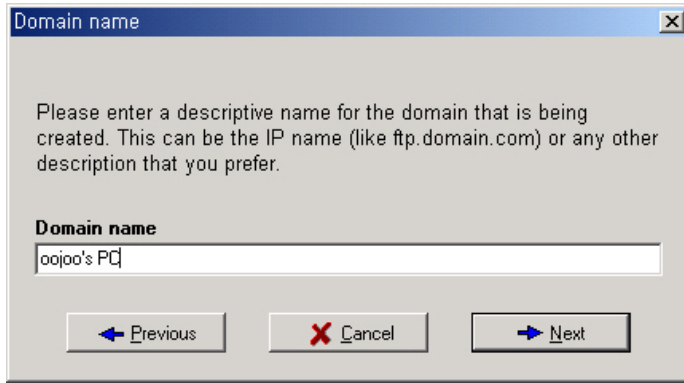 Domain name
Please enter a descriptive name for the domain that is being
created. This can be the IP name (like ftp.domain.com) or any other
description that you prefer.
Domain name
oojoo's PC
Previous
Cancel
Next